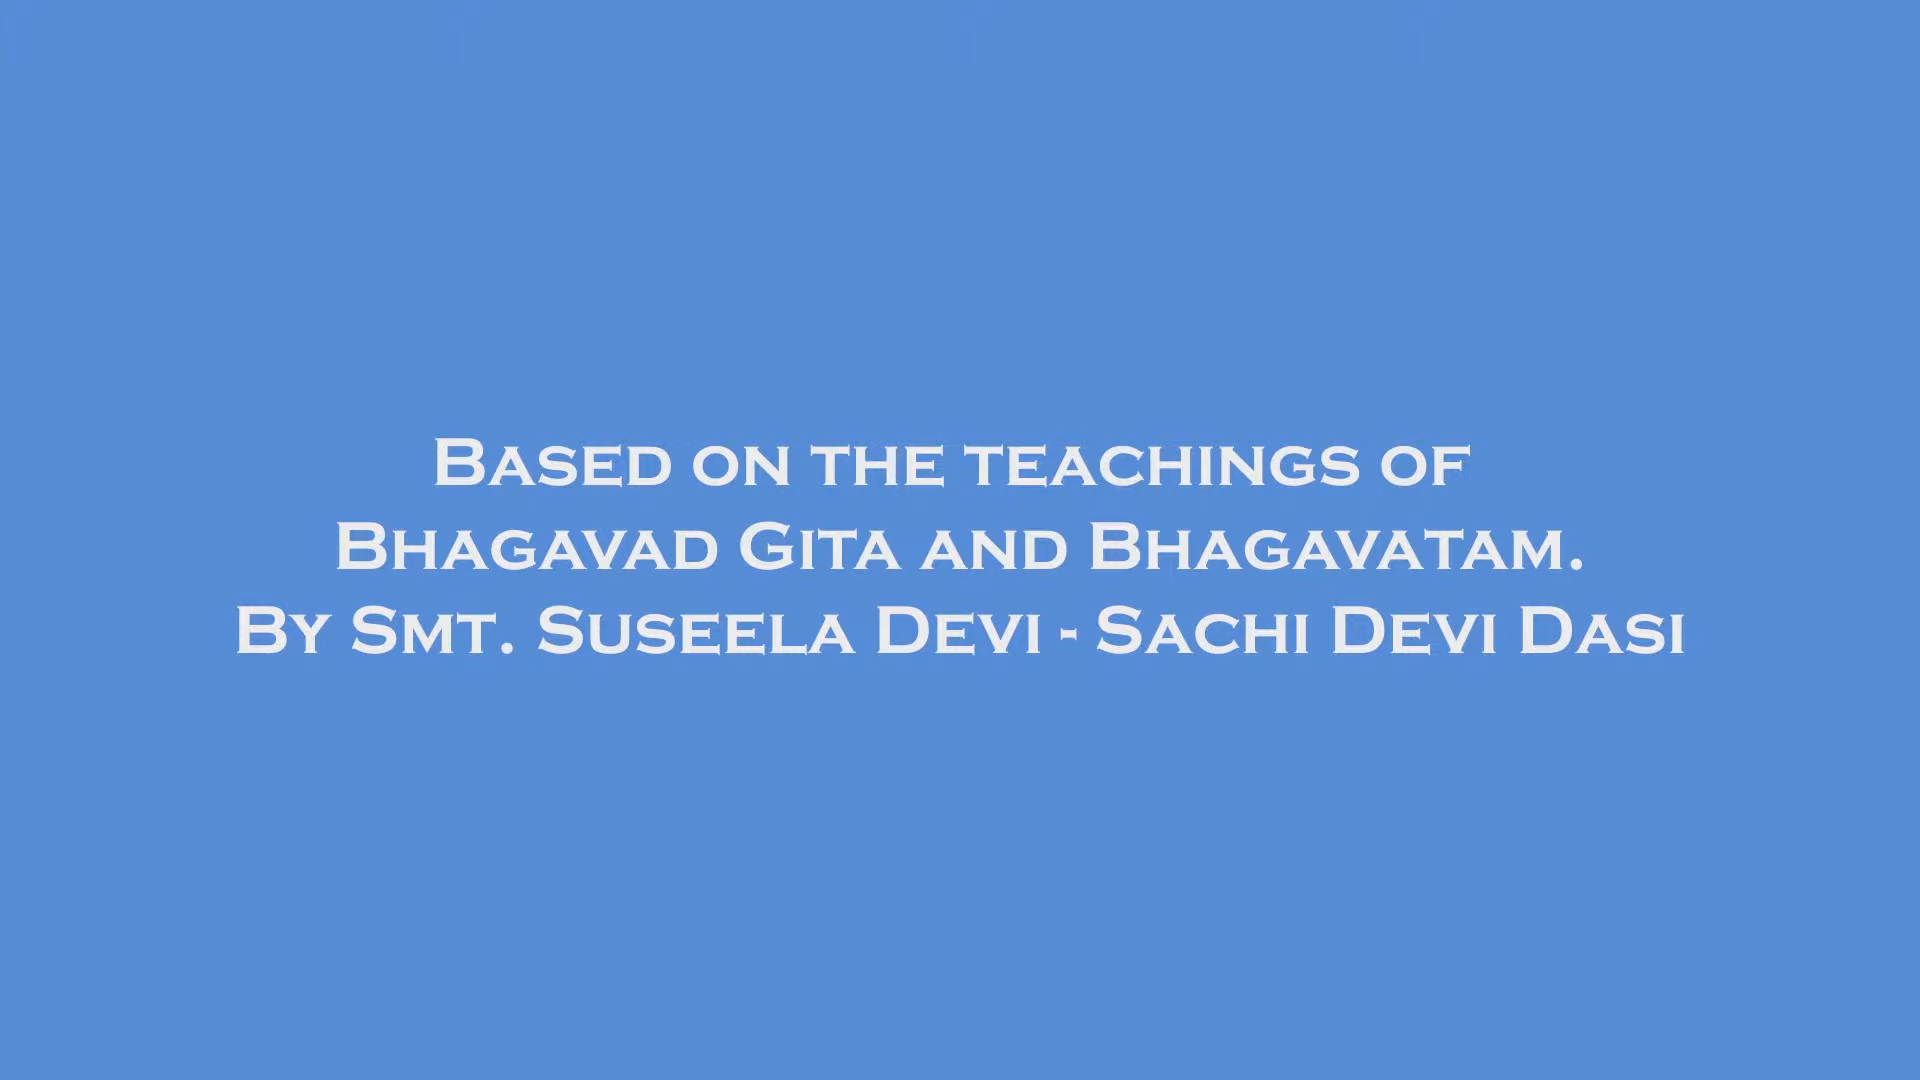 Based on the teachings of
Bhagavad Gita and Bhagavatam.
By Smt. Suseela Devi - Sachi Devi Dasi